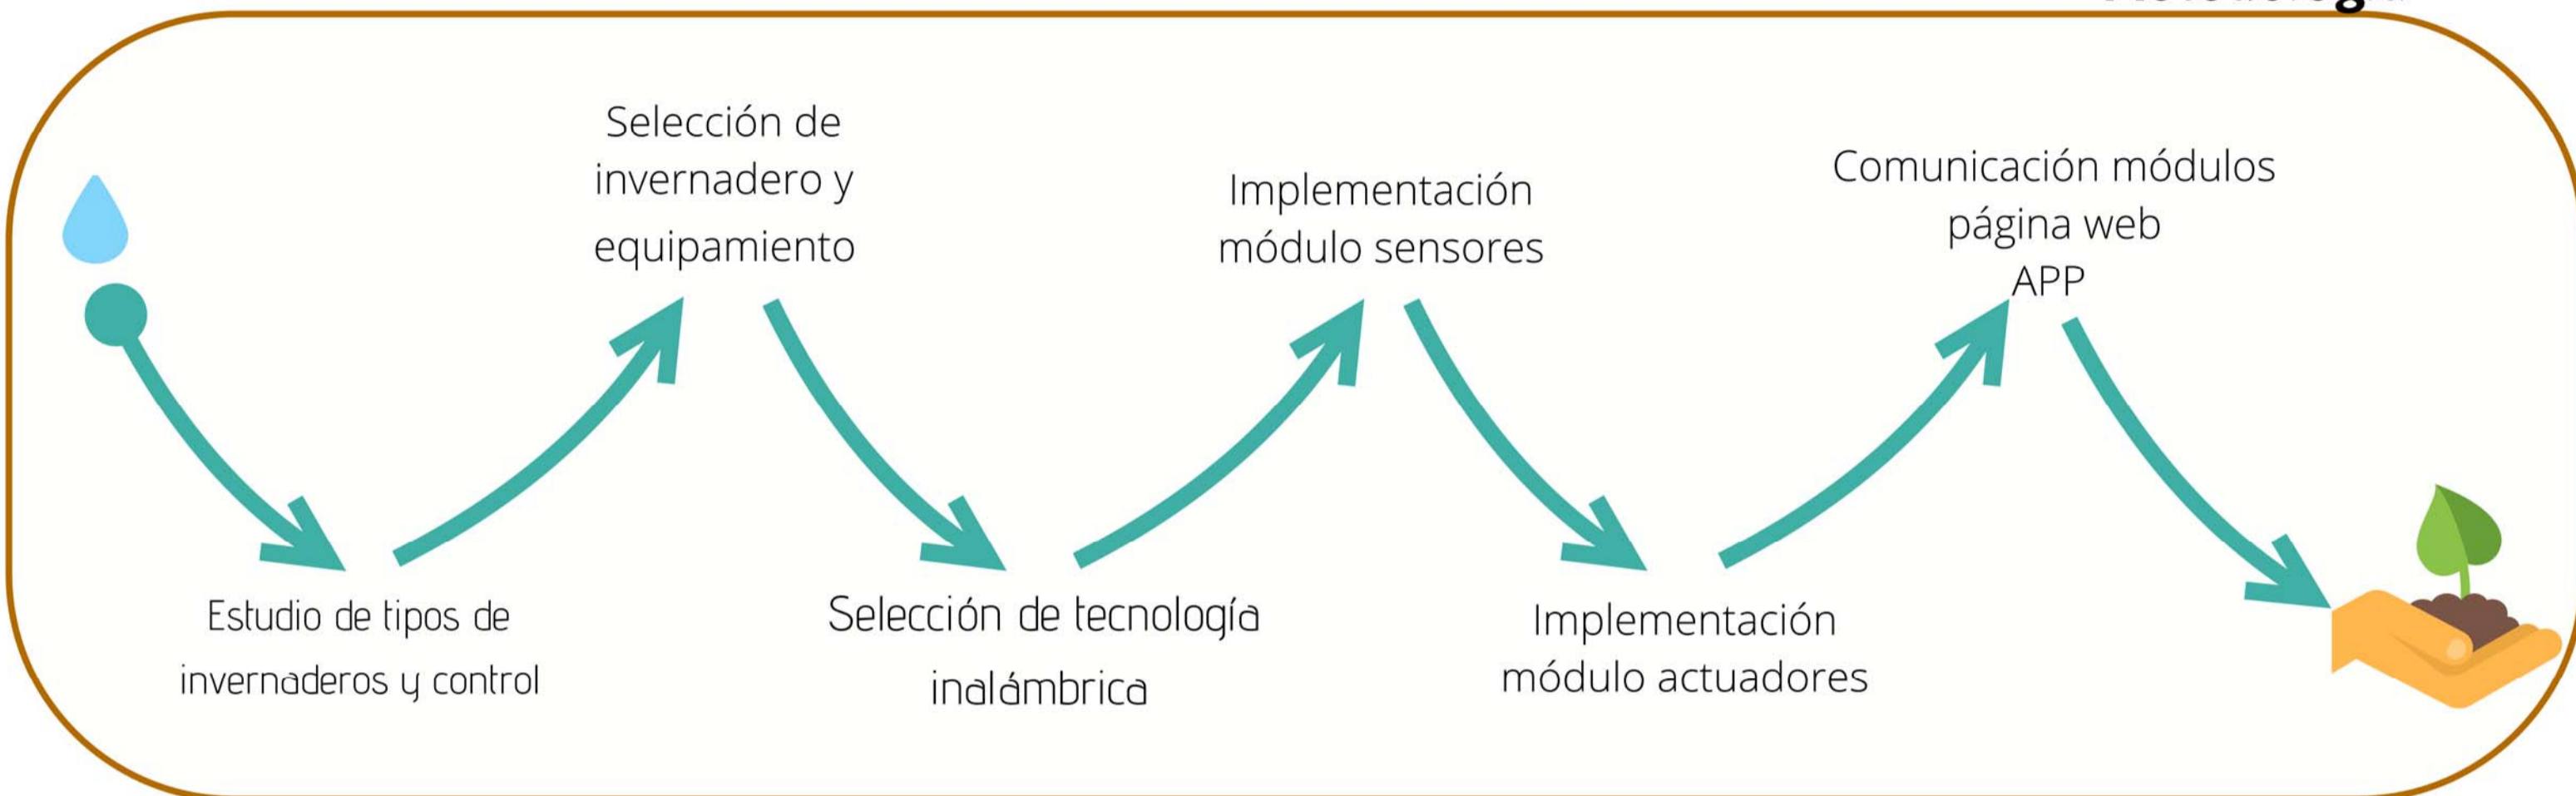 Estudio de tipos de
invernaderos y control
Selección de
invernadero y
equipamiento
Selección de tecnología
inalámbrica
Implementación
módulo sensores
Implementación
módulo actuadores
Comunicación módulos
página web
APP